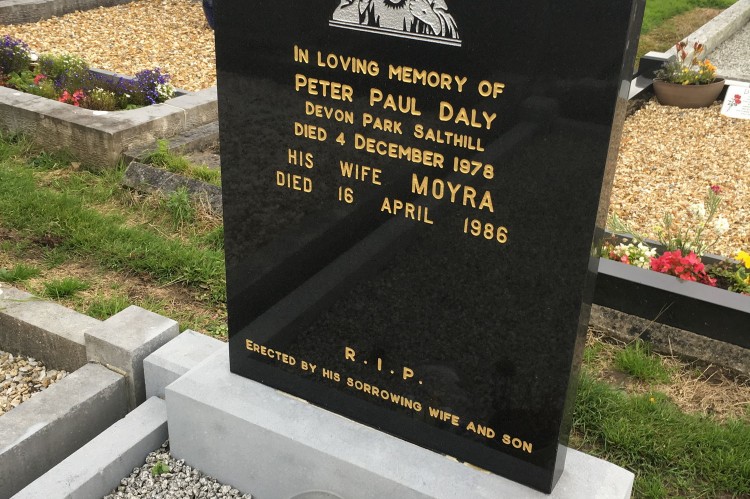 IN LOVING MEMORY OF
PETER PAUL DALY
DEVON PARK SALTHILL
DIED 4 DECEMBER 1978
HIS WIFE MOYRA
DIED 16 APRIL 1986
R.I.P.
ERECTED BY HIS SORROWING WIFE AND SON